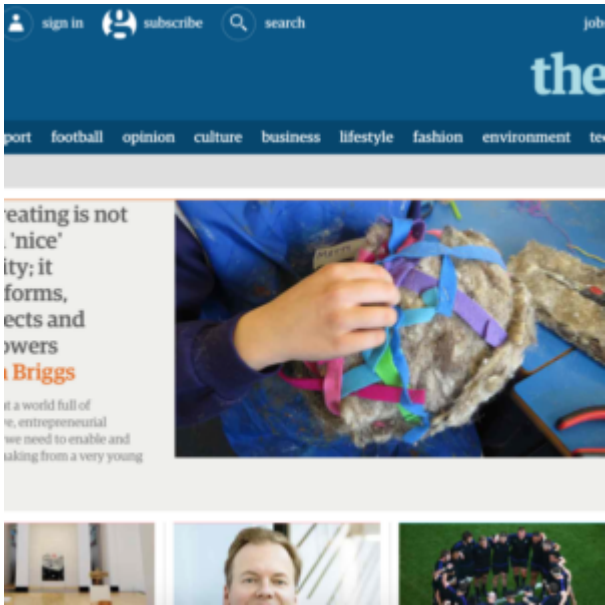 sign in subscribe search jobs
the
port football opinion culture business lifestyle fashion environment te
reating is not
'nice'
ity; it
forms,
ects and
owers
Briggs
t a world full of
e, entrepreneurial
we need to enable and
aking from a very young